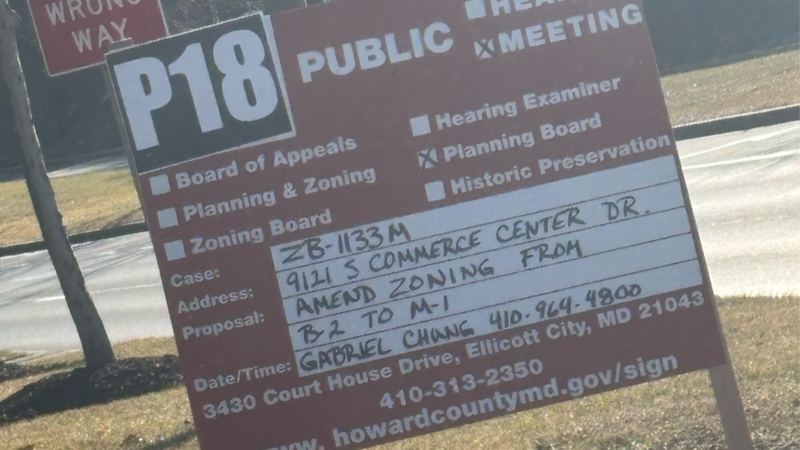 WRONG
WAY
P18
PUBLIC
MEETING
Board of Appeals
Planning & Zoning
Zoning Board
Hearing Examiner
Planning Board
Historic Preservation
Case: ZB-1133M
Address: 9121 S COMMERCE CENTER DR.
Proposal: AMEND ZONING FROM
B-2 TO M-1
Date/Time: GABRIEL CHUNG 410-964-4800
3430 Court House Drive, Ellicott City, MD 21043
410-313-2350
howardcountymd.gov/sign